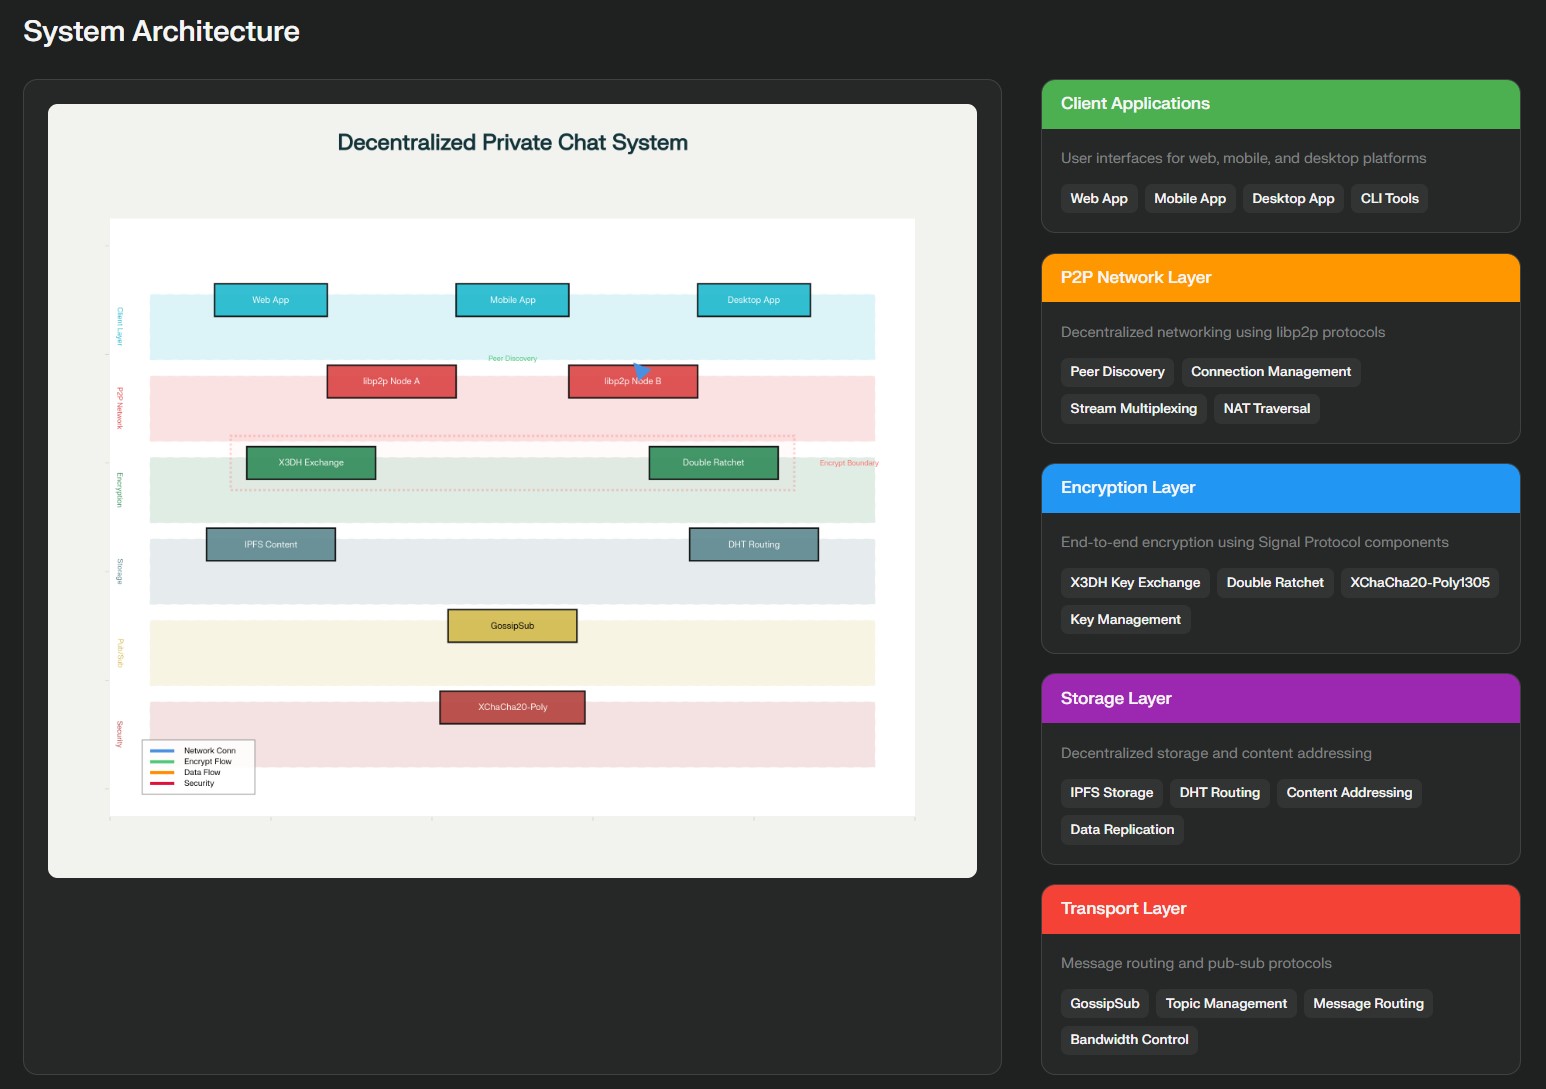 System Architecture
Decentralized Private Chat System
Client Layer
Web App
Mobile App
Desktop App
Peer Discovery
P2P Network
libp2p Node A
libp2p Node B
Encryption
X3DH Exchange
Double Ratchet
Encrypt Boundary
Storage
IPFS Content
DHT Routing
Pub/Sub
GossipSub
Security
XChaCha20-Poly
Network Conn
Encrypt Flow
Data Flow
Security
Client Applications
User interfaces for web, mobile, and desktop platforms
Web App Mobile App Desktop App CLI Tools
P2P Network Layer
Decentralized networking using libp2p protocols
Peer Discovery Connection Management
Stream Multiplexing NAT Traversal
Encryption Layer
End-to-end encryption using Signal Protocol components
X3DH Key Exchange Double Ratchet XChaCha20-Poly1305
Key Management
Storage Layer
Decentralized storage and content addressing
IPFS Storage DHT Routing Content Addressing
Data Replication
Transport Layer
Message routing and pub-sub protocols
GossipSub Topic Management Message Routing
Bandwidth Control